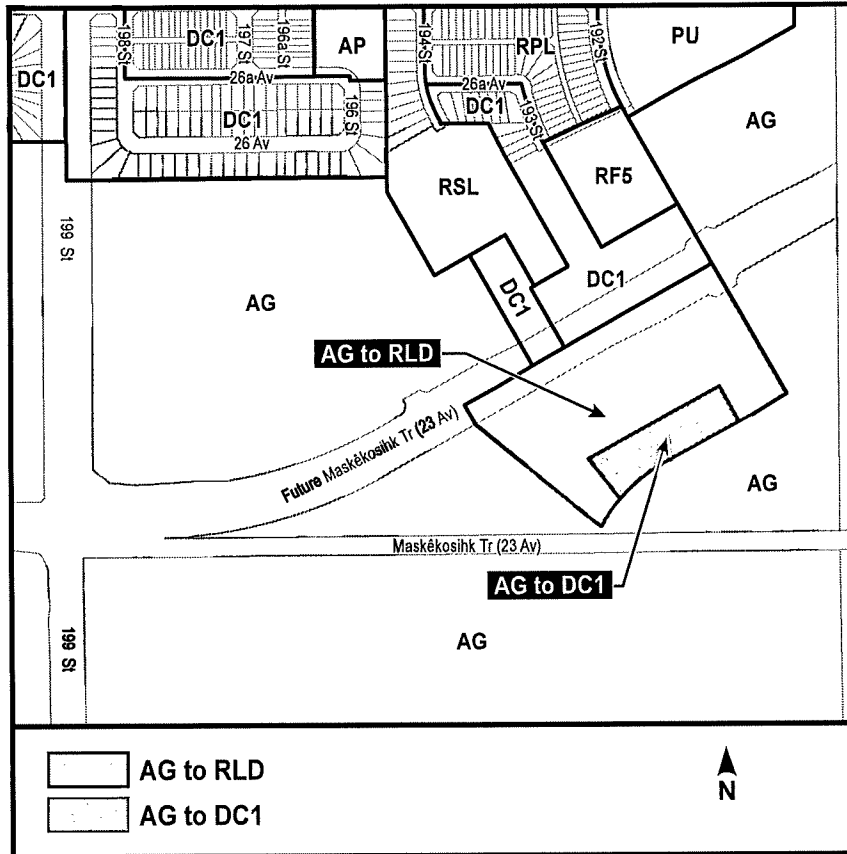 198 St
DC1
197 St
196a St
AP
194 St
RPL
192 St
PU
DC1
26a Av
26a Av
DC1
DC1
193 St
196 St
AG
26 Av
RSL
RF5
199 St
AG
DC1
DC1
AG to RLD
Future Maskêkosihk Tr (23 Av)
AG
Maskêkosihk Tr (23 Av)
AG to DC1
199 St
AG
AG to RLD
AG to DC1
N